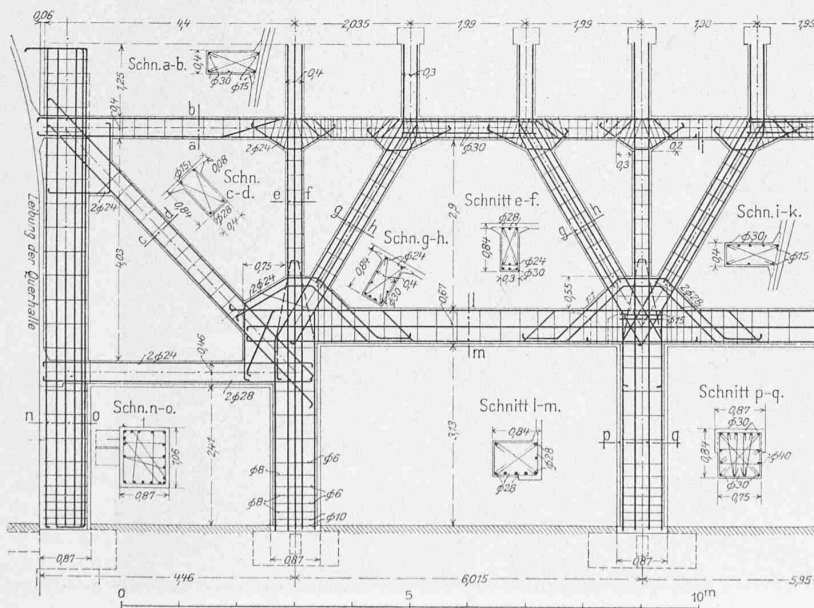 0,06 4,4 2,035 1,99 1,99 1,90 1,95
1,25
0,4
Schn. a-b.
0,4
ϕ30 ϕ15
0,4
0,3
b
a
2ϕ24
ϕ30
i
0,3
0,2
Leibung der Querhalle
2ϕ24
4,03
ϕ15
0,08
Schn.
c-d.
0,84
ϕ28
0,4
c
d
e f
g h
Schn. g-h.
0,84
ϕ24
0,4
ϕ30
2,9
Schnitt e-f.
ϕ28
0,84
ϕ24
0,3 ϕ30
g h
Schn. i-k.
ϕ30
0,4
ϕ15
0,75
2ϕ24
0,67
0,55
2ϕ28
ϕ15
m
2ϕ24
0,46
2ϕ28
n o
Schn. n-o.
1,06
0,87
2,41
ϕ8
ϕ6
ϕ8
ϕ6
ϕ10
3,13
Schnitt l-m.
0,84
ϕ28
ϕ28
p q
Schnitt p-q.
0,87
ϕ30
0,84
ϕ40
ϕ30
0,75
0,87 0,87 0,87
4,46 6,015 5,95
0 5 10m